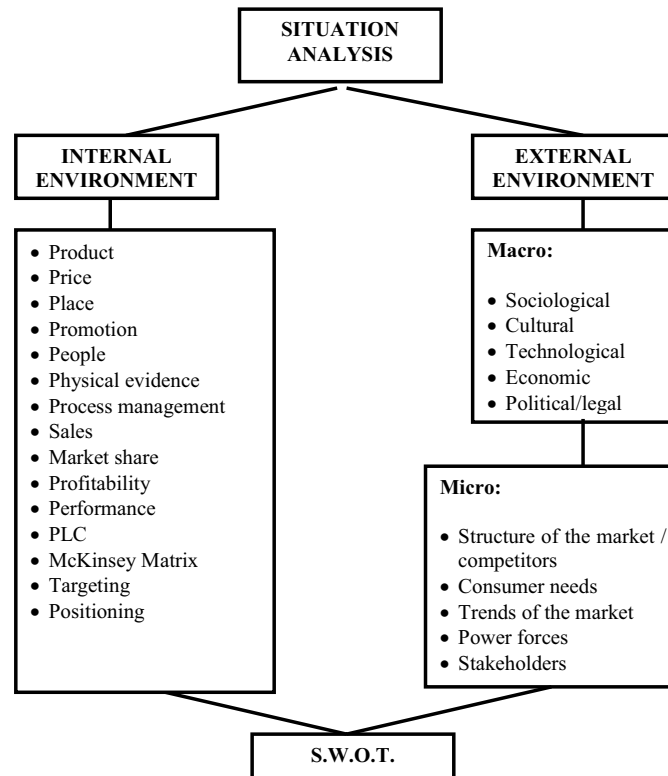 SITUATION
ANALYSIS
INTERNAL
ENVIRONMENT
• Product
• Price
• Place
• Promotion
• People
• Physical evidence
• Process management
• Sales
• Market share
• Profitability
• Performance
• PLC
• McKinsey Matrix
• Targeting
• Positioning
EXTERNAL
ENVIRONMENT
Macro:
• Sociological
• Cultural
• Technological
• Economic
• Political/legal
Micro:
• Structure of the market /
competitors
• Consumer needs
• Trends of the market
• Power forces
• Stakeholders
S.W.O.T.